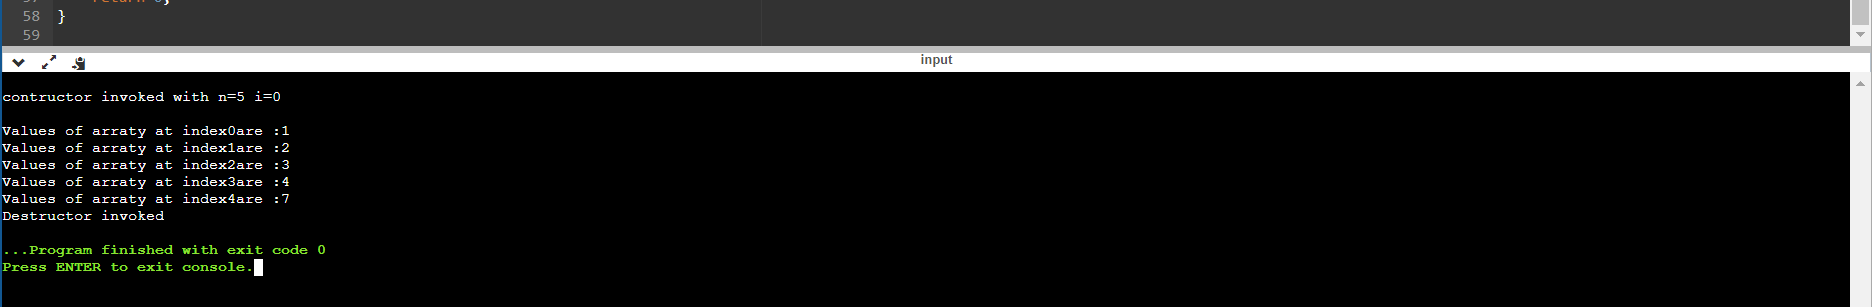 58 }
59
input
contructor invoked with n=5 i=0
Values of arraty at index0are :1
Values of arraty at index1are :2
Values of arraty at index2are :3
Values of arraty at index3are :4
Values of arraty at index4are :7
Destructor invoked
...Program finished with exit code 0
Press ENTER to exit console.